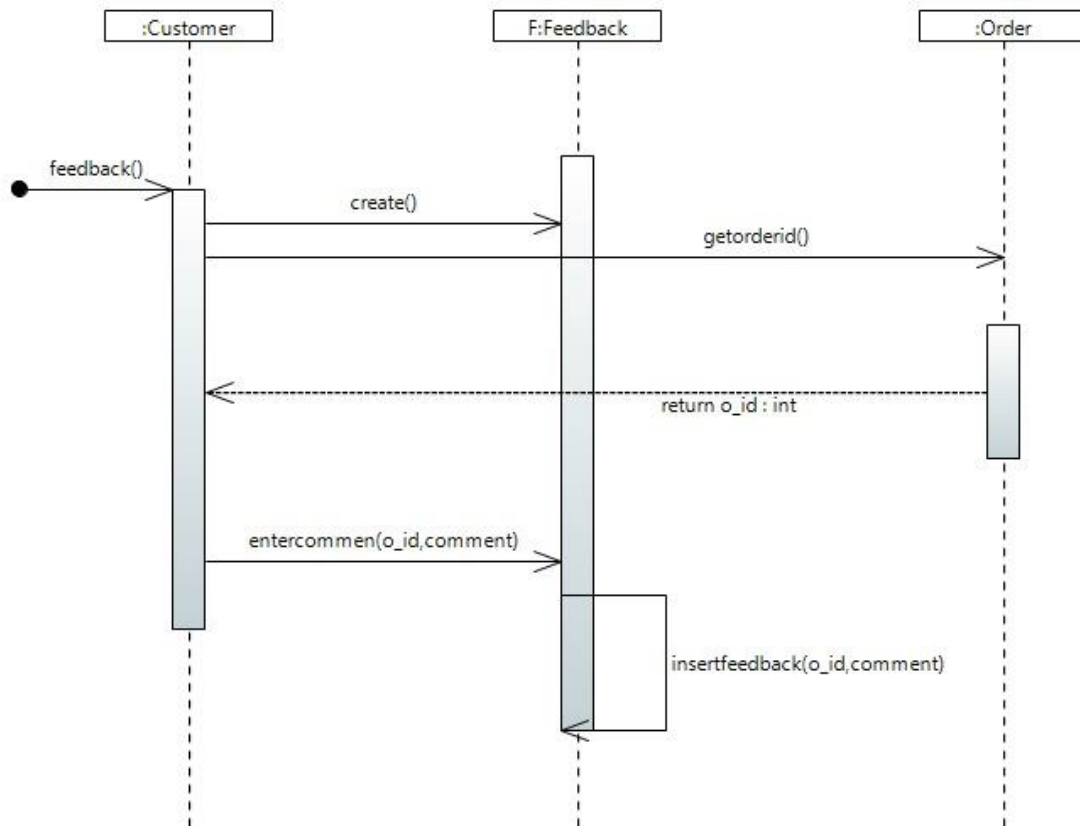 :Customer
F:Feedback
:Order
feedback()
create()
getorderid()
return o_id : int
entercommen(o_id,comment)
insertfeedback(o_id,comment)